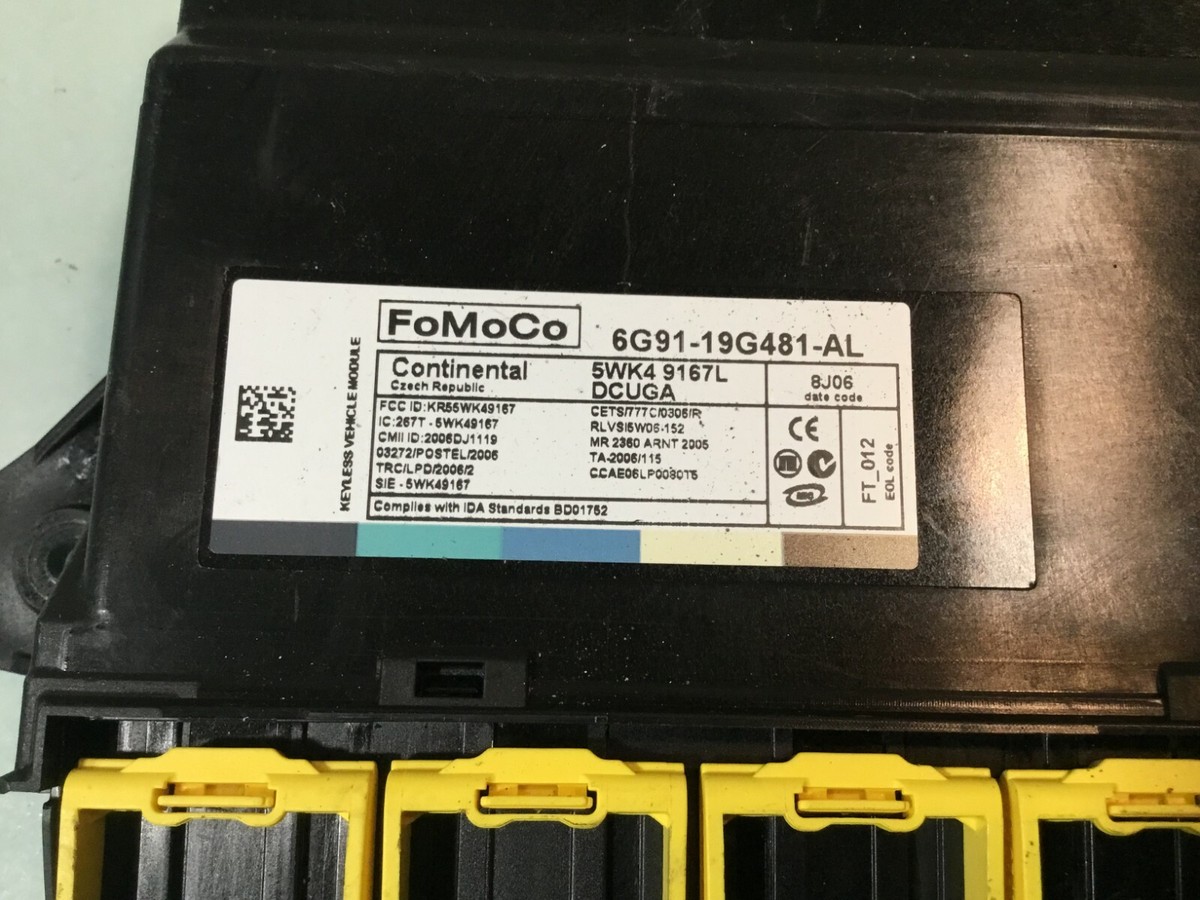 FoMoCo
6G91-19G481-AL
KEYLESS VEHICLE MODULE
Continental
Czech Republic
5WK4 9167L
DCUGA
8J06
date code
FCC ID:KR55WK49167
IC:267T - 5WK49167
CMII ID:2006DJ1119
03272/POSTEL/2006
TRC/LPD/2006/2
SIE - 5WK49167
CETS/777C/0306/R
RLVSI5W06-152
MR 2360 ARNT 2005
TA-2006/115
CCAE06LP0080T5
CE
FT_012
EOL code
Complies with IDA Standards BD01752